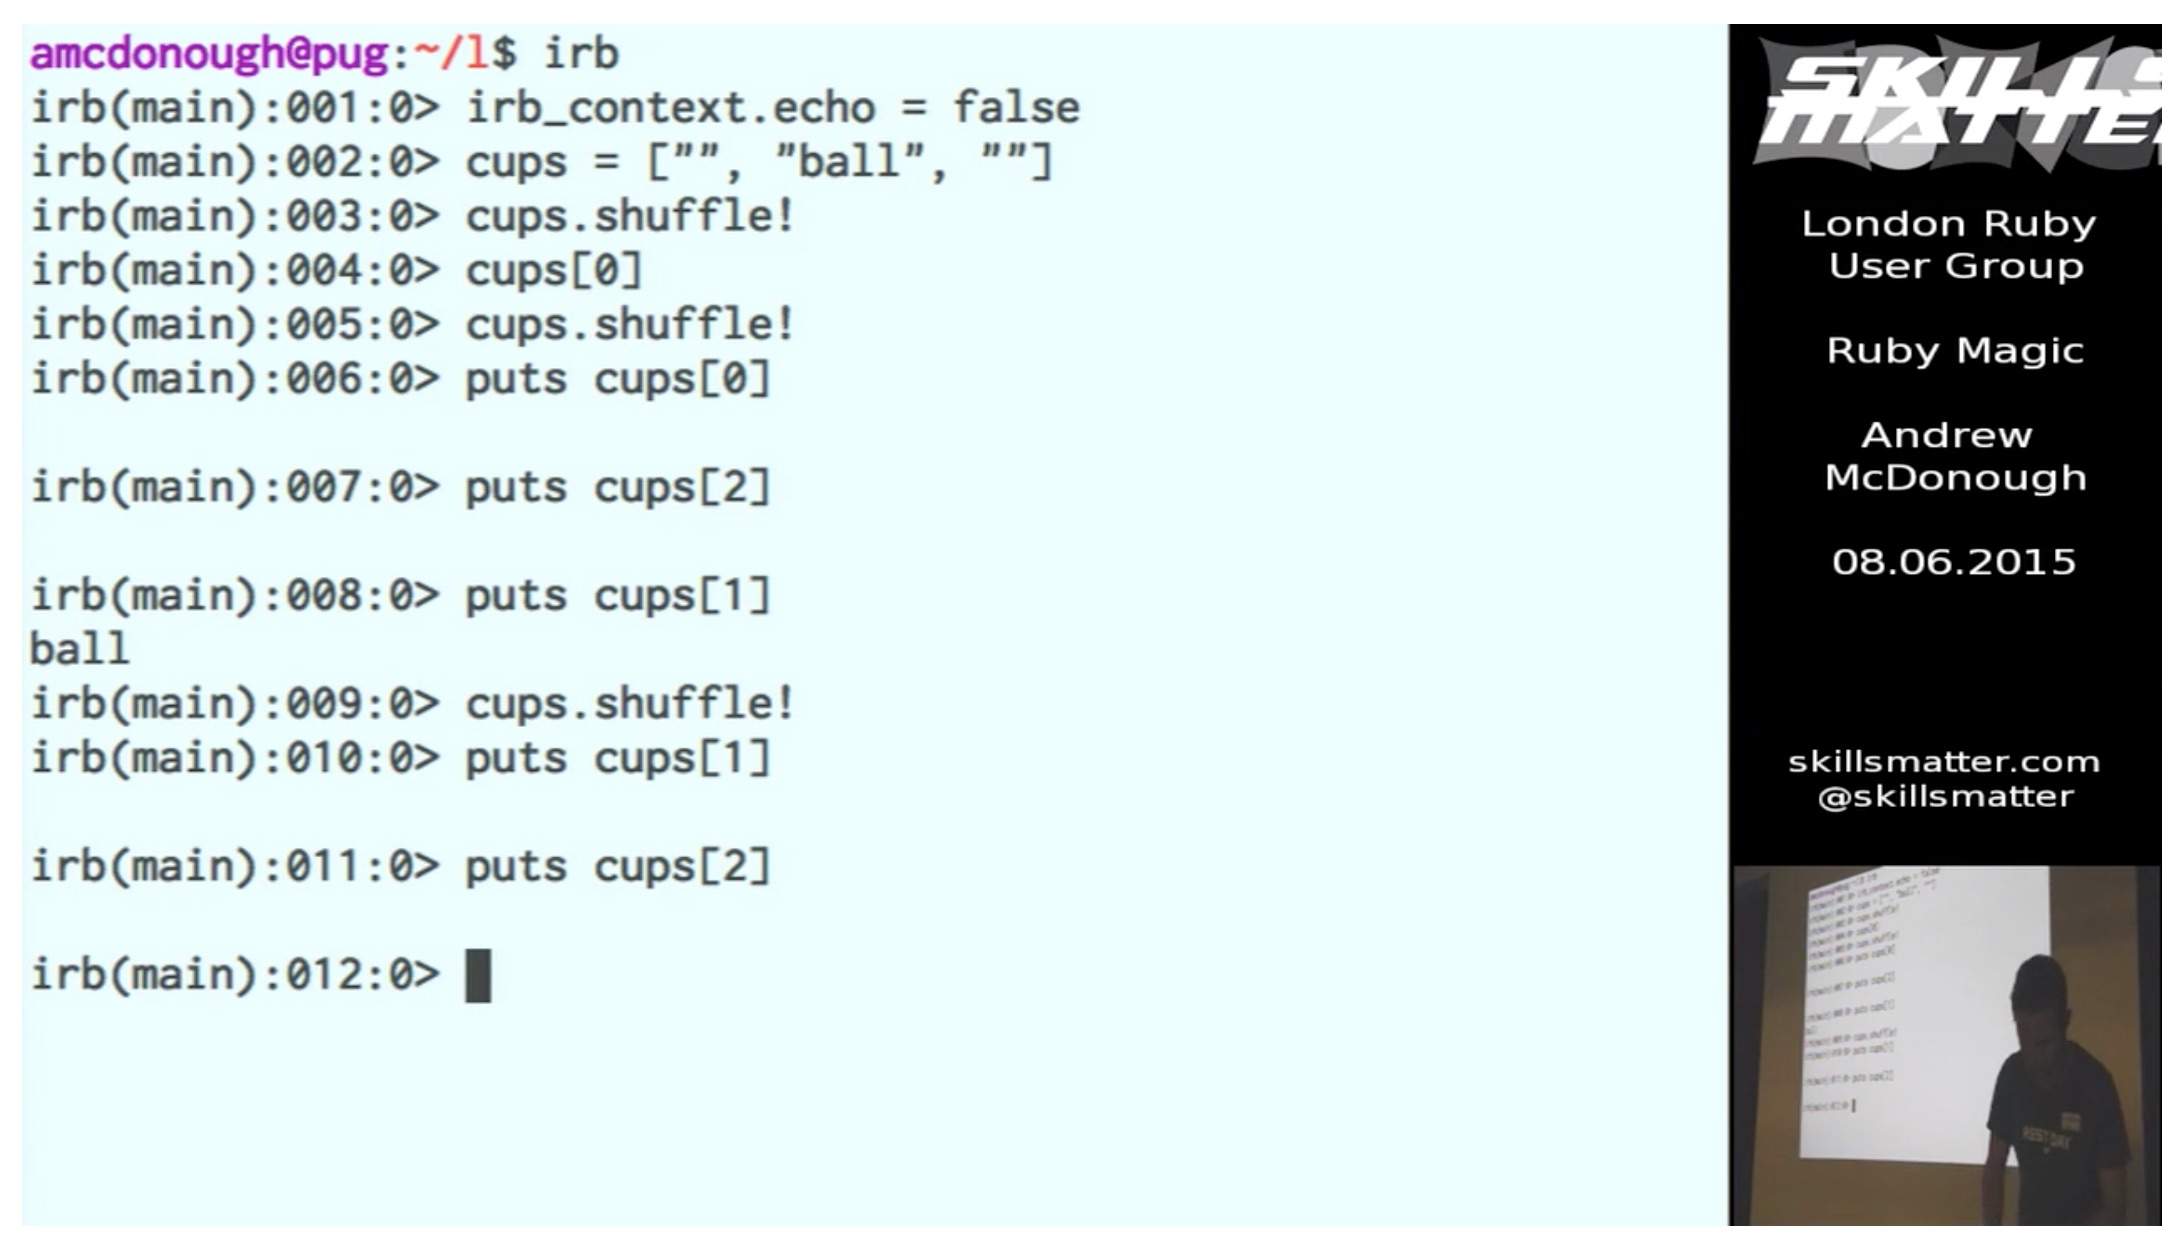 amcdonough@pug:~/l$ irb
irb(main):001:0> irb_context.echo = false
irb(main):002:0> cups = ["", "ball", ""]
irb(main):003:0> cups.shuffle!
irb(main):004:0> cups[0]
irb(main):005:0> cups.shuffle!
irb(main):006:0> puts cups[0]
irb(main):007:0> puts cups[2]
irb(main):008:0> puts cups[1]
ball
irb(main):009:0> cups.shuffle!
irb(main):010:0> puts cups[1]
irb(main):011:0> puts cups[2]
irb(main):012:0>
SKILLS
MATTE
London Ruby
User Group
Ruby Magic
Andrew
McDonough
08.06.2015
skillsmatter.com
@skillsmatter
REST DAY